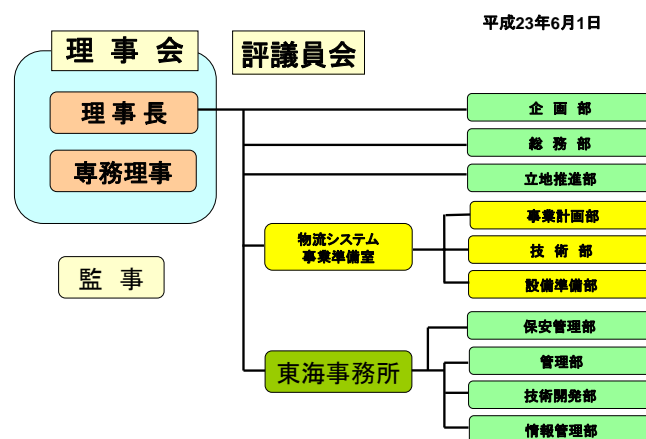 平成23年6月1日
理 事 会
評議員会
理 事 長
専務理事
監 事
企 画 部
総 務 部
立地推進部
物流システム
事業準備室
事業計画部
技 術 部
設備準備部
東海事務所
保安管理部
管理部
技術開発部
情報管理部